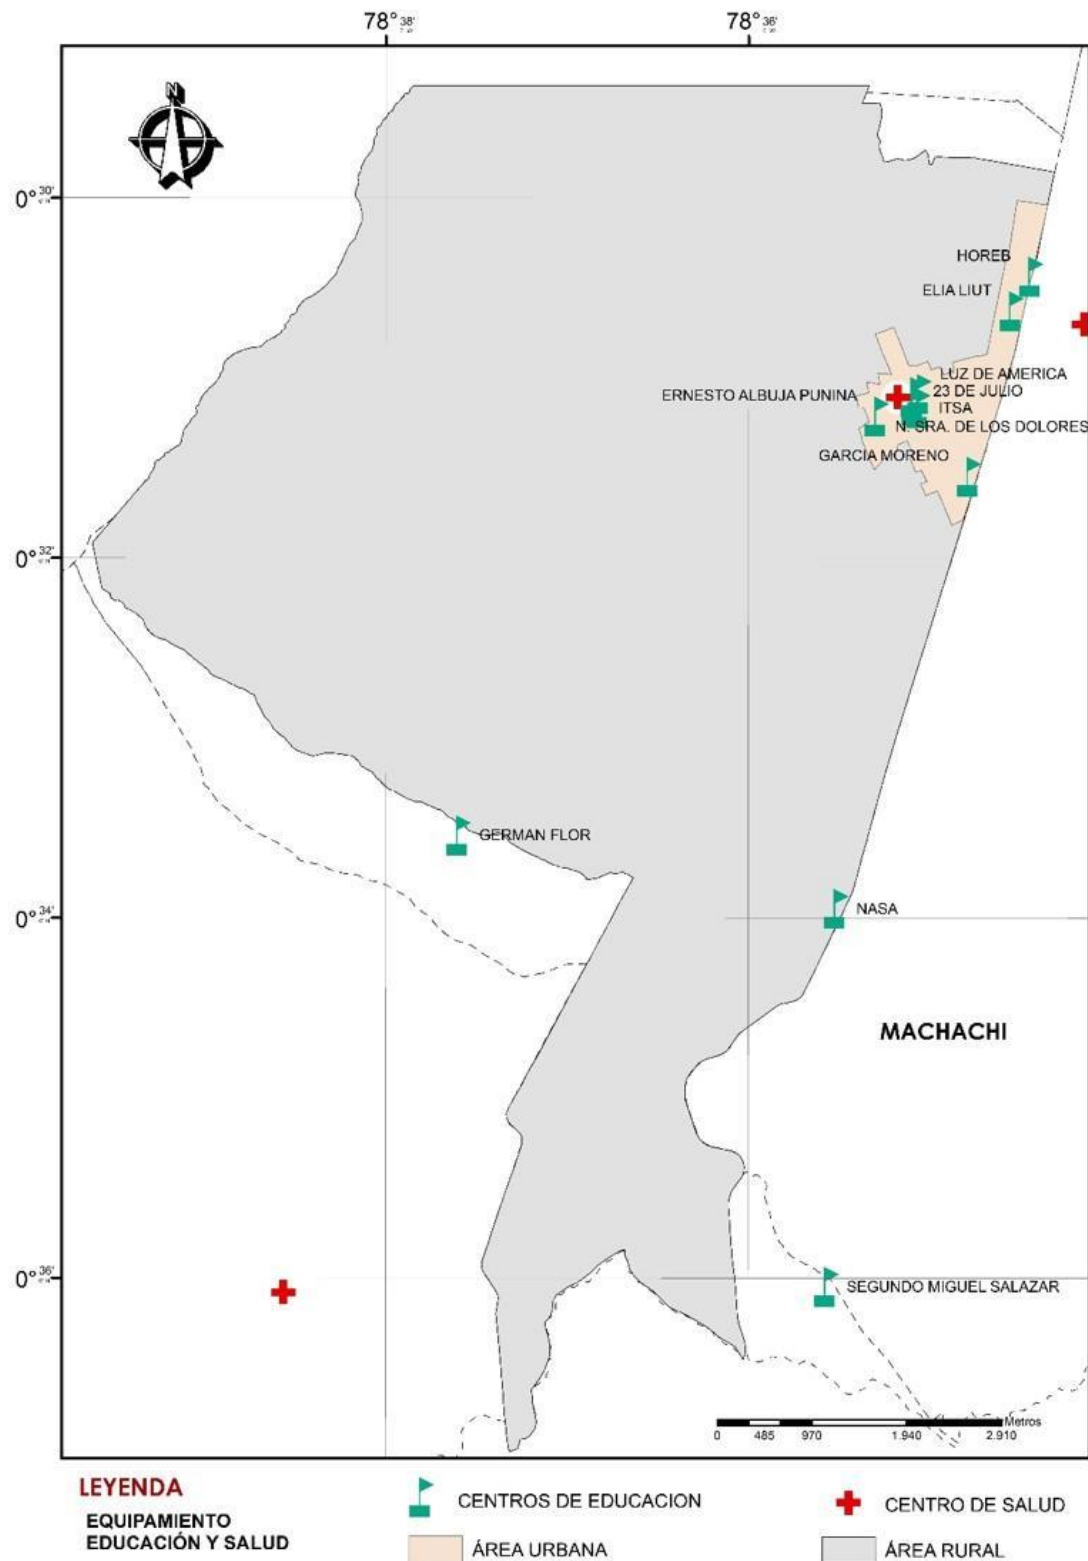 78° 38' 78° 36'
N
0° 30'
HOREB
ELIA LIUT
LUZ DE AMERICA
ERNESTO ALBUJA PUNINA 23 DE JULIO
ITSA
N. SRA. DE LOS DOLORES
GARCIA MORENO
0° 32'
GERMAN FLOR
0° 34'
NASA
MACHACHI
0° 36'
SEGUNDO MIGUEL SALAZAR
Metros
0 485 970 1.940 2.910
LEYENDA
EQUIPAMIENTO
EDUCACIÓN Y SALUD
CENTROS DE EDUCACION
CENTRO DE SALUD
ÁREA URBANA
ÁREA RURAL